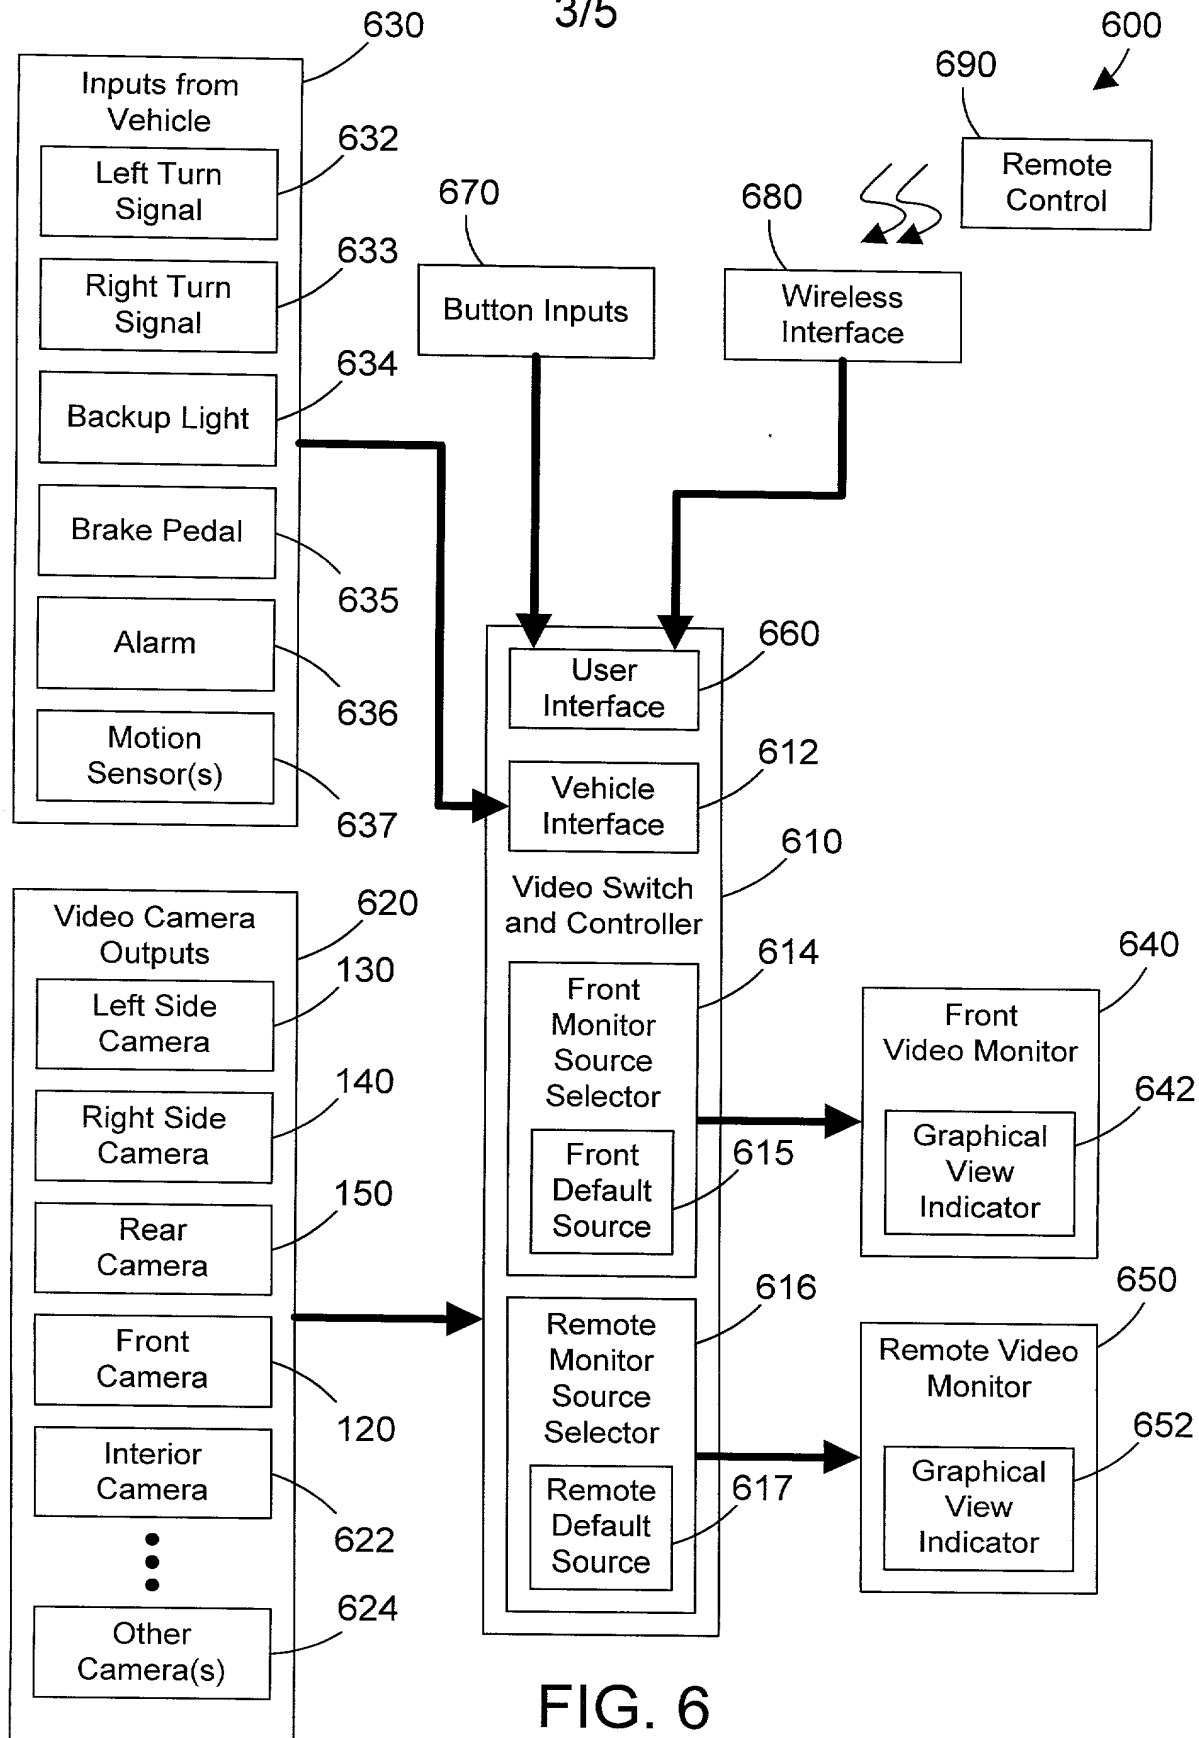 3/5
600
630
Inputs from
Vehicle
632
Left Turn
Signal
633
Right Turn
Signal
634
Backup Light
Brake Pedal
635
Alarm
636
Motion
Sensor(s)
637
670
Button Inputs
680
Wireless
Interface
690
Remote
Control
660
User
Interface
612
Vehicle
Interface
610
Video Switch
and Controller
614
Front
Monitor
Source
Selector
615
Front
Default
Source
616
Remote
Monitor
Source
Selector
617
Remote
Default
Source
620
Video Camera
Outputs
130
Left Side
Camera
140
Right Side
Camera
150
Rear
Camera
Front
Camera
120
Interior
Camera
622
624
Other
Camera(s)
640
Front
Video Monitor
642
Graphical
View
Indicator
650
Remote Video
Monitor
652
Graphical
View
Indicator
FIG. 6